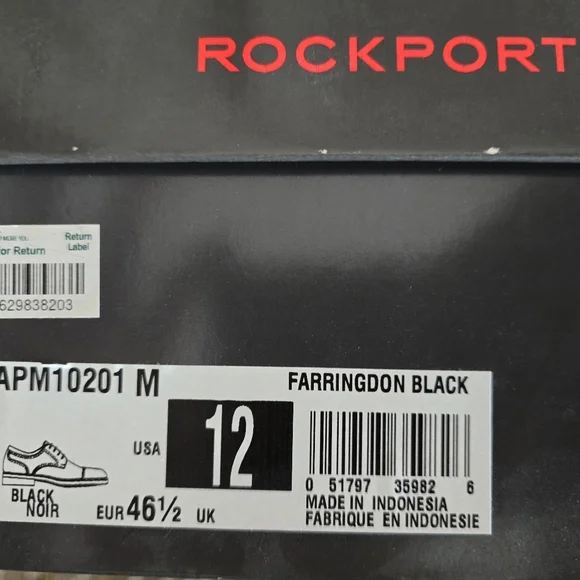 ROCKPORT
Return
for Return Label
629838203
APM10201 M FARRINGDON BLACK
USA 12
BLACK
NOIR
EUR 46½ UK
0 51797 35982 6
MADE IN INDONESIA
FABRIQUE EN INDONESIE